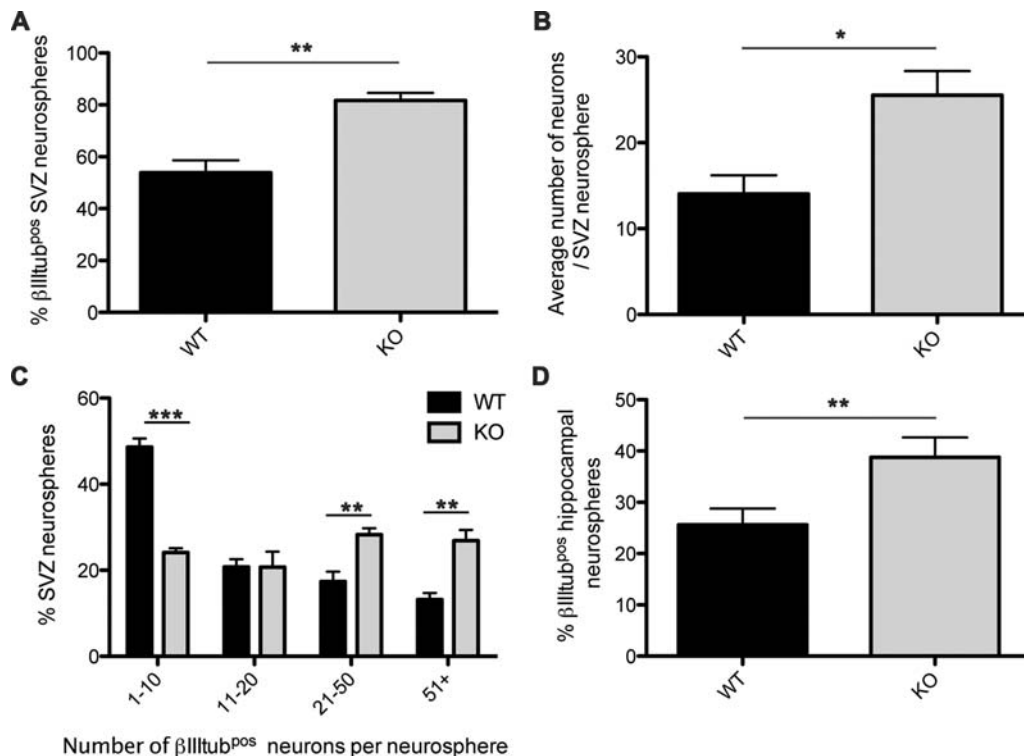 A
% βIIItubᵖᵒˢ SVZ neurospheres
100
80
60
40
20
0
**
WT
KO
B
Average number of neurons
/ SVZ neurosphere
30
20
10
0
*
WT
KO
C
% SVZ neurospheres
60
40
20
0
***
**
**
WT
KO
1-10
11-20
21-50
51+
Number of βIIItubᵖᵒˢ neurons per neurosphere
D
% βIIItubᵖᵒˢ hippocampal
neurospheres
50
40
30
20
10
0
**
WT
KO